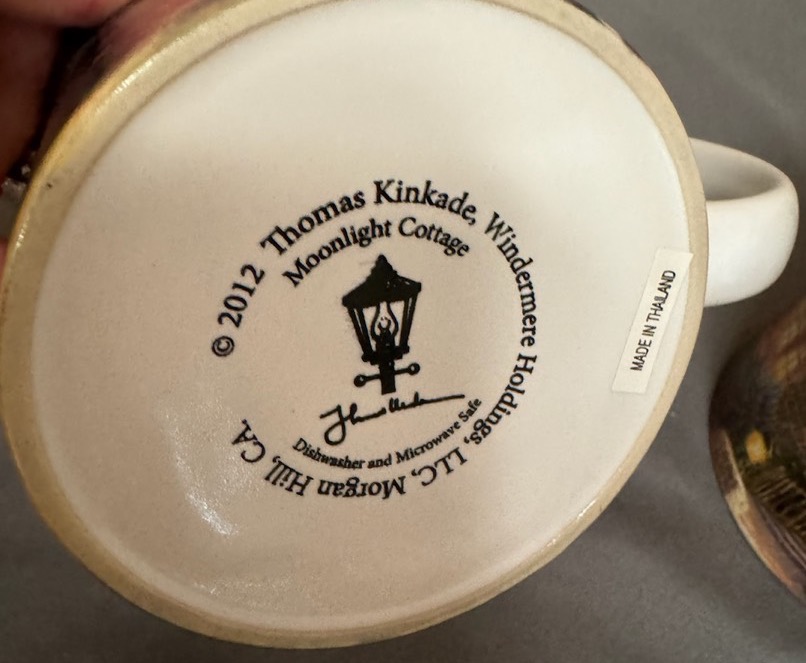 © 2012 Thomas Kinkade, Windermere Holdings, LLC, Morgan Hill, CA.
Moonlight Cottage
Dishwasher and Microwave Safe
MADE IN THAILAND